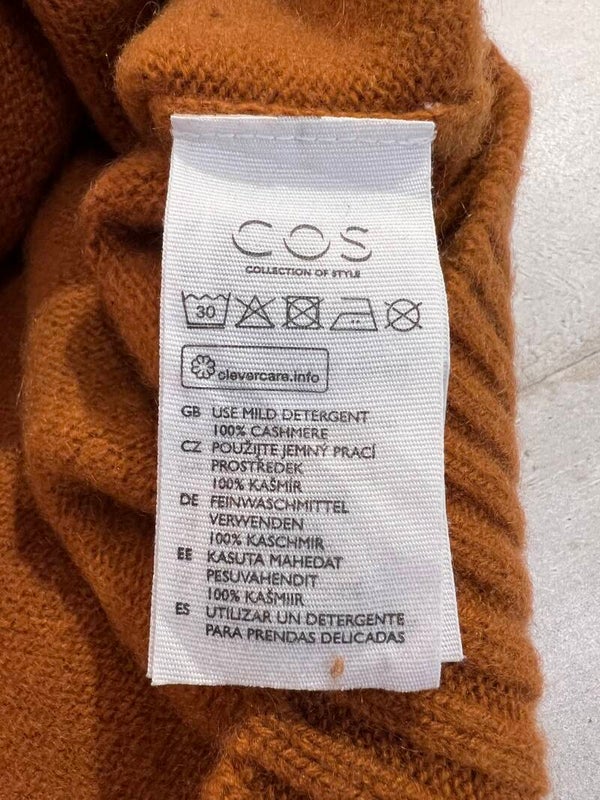 COS
COLLECTION OF STYLE
30
clevercare.info
GB USE MILD DETERGENT
100% CASHMERE
CZ POUŽIJTE JEMNÝ PRACÍ
PROSTŘEDEK
100% KAŠMÍR
DE FEINWASCHMITTEL
VERWENDEN
100% KASCHMIR
EE KASUTA MAHEDAT
PESUVAHENDIT
100% KAŠMIIR
ES UTILIZAR UN DETERGENTE
PARA PRENDAS DELICADAS